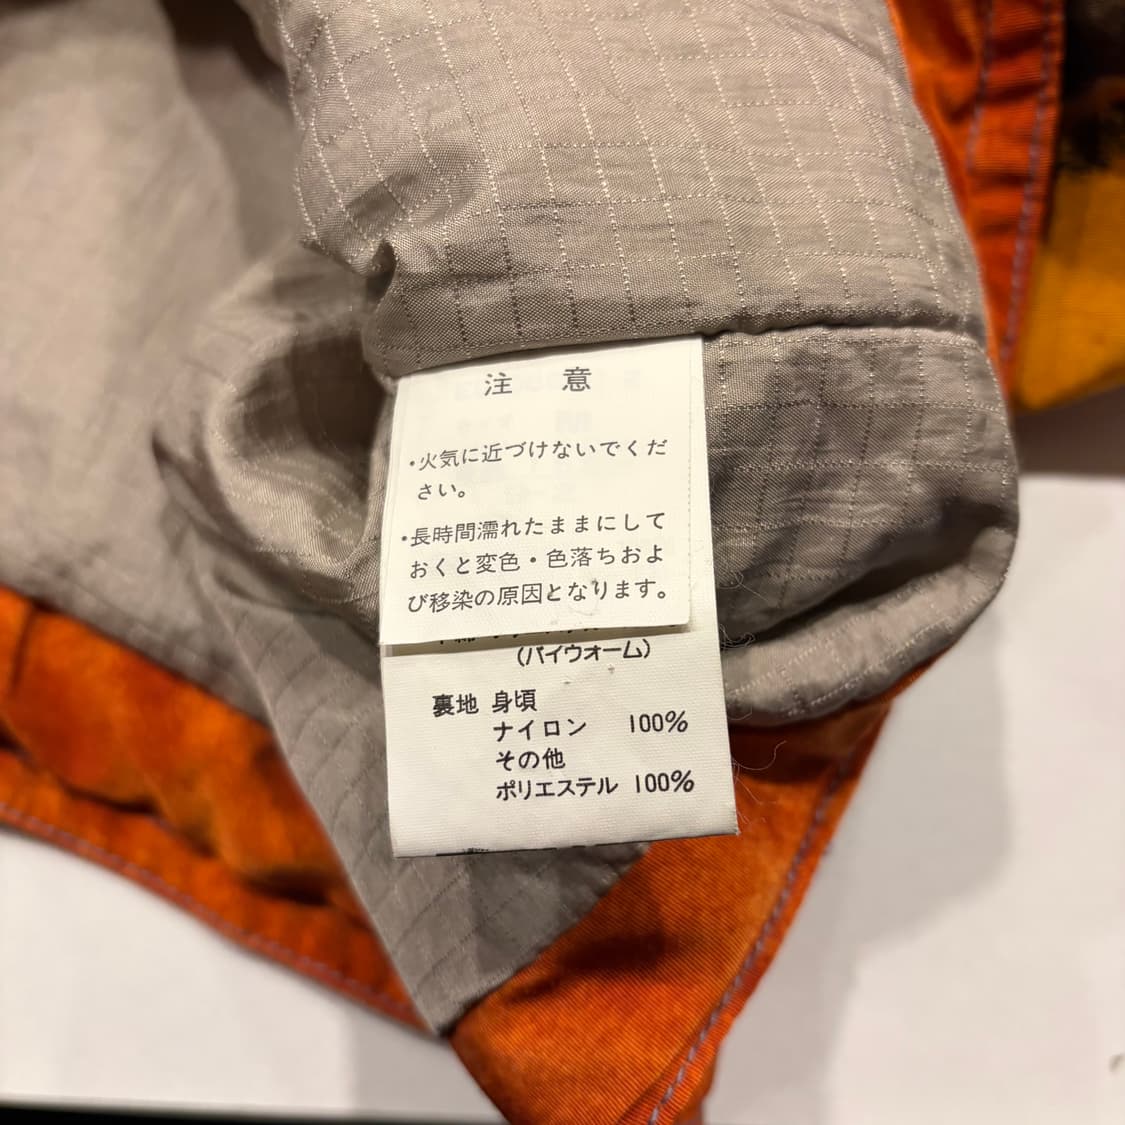 注 意
・火気に近づけないでくだ
さい。
・長時間濡れたままにして
おくと変色・色落ちおよ
び移染の原因となります。
(バイウォーム)
裏地 身頃
ナイロン 100%
その他
ポリエステル 100%